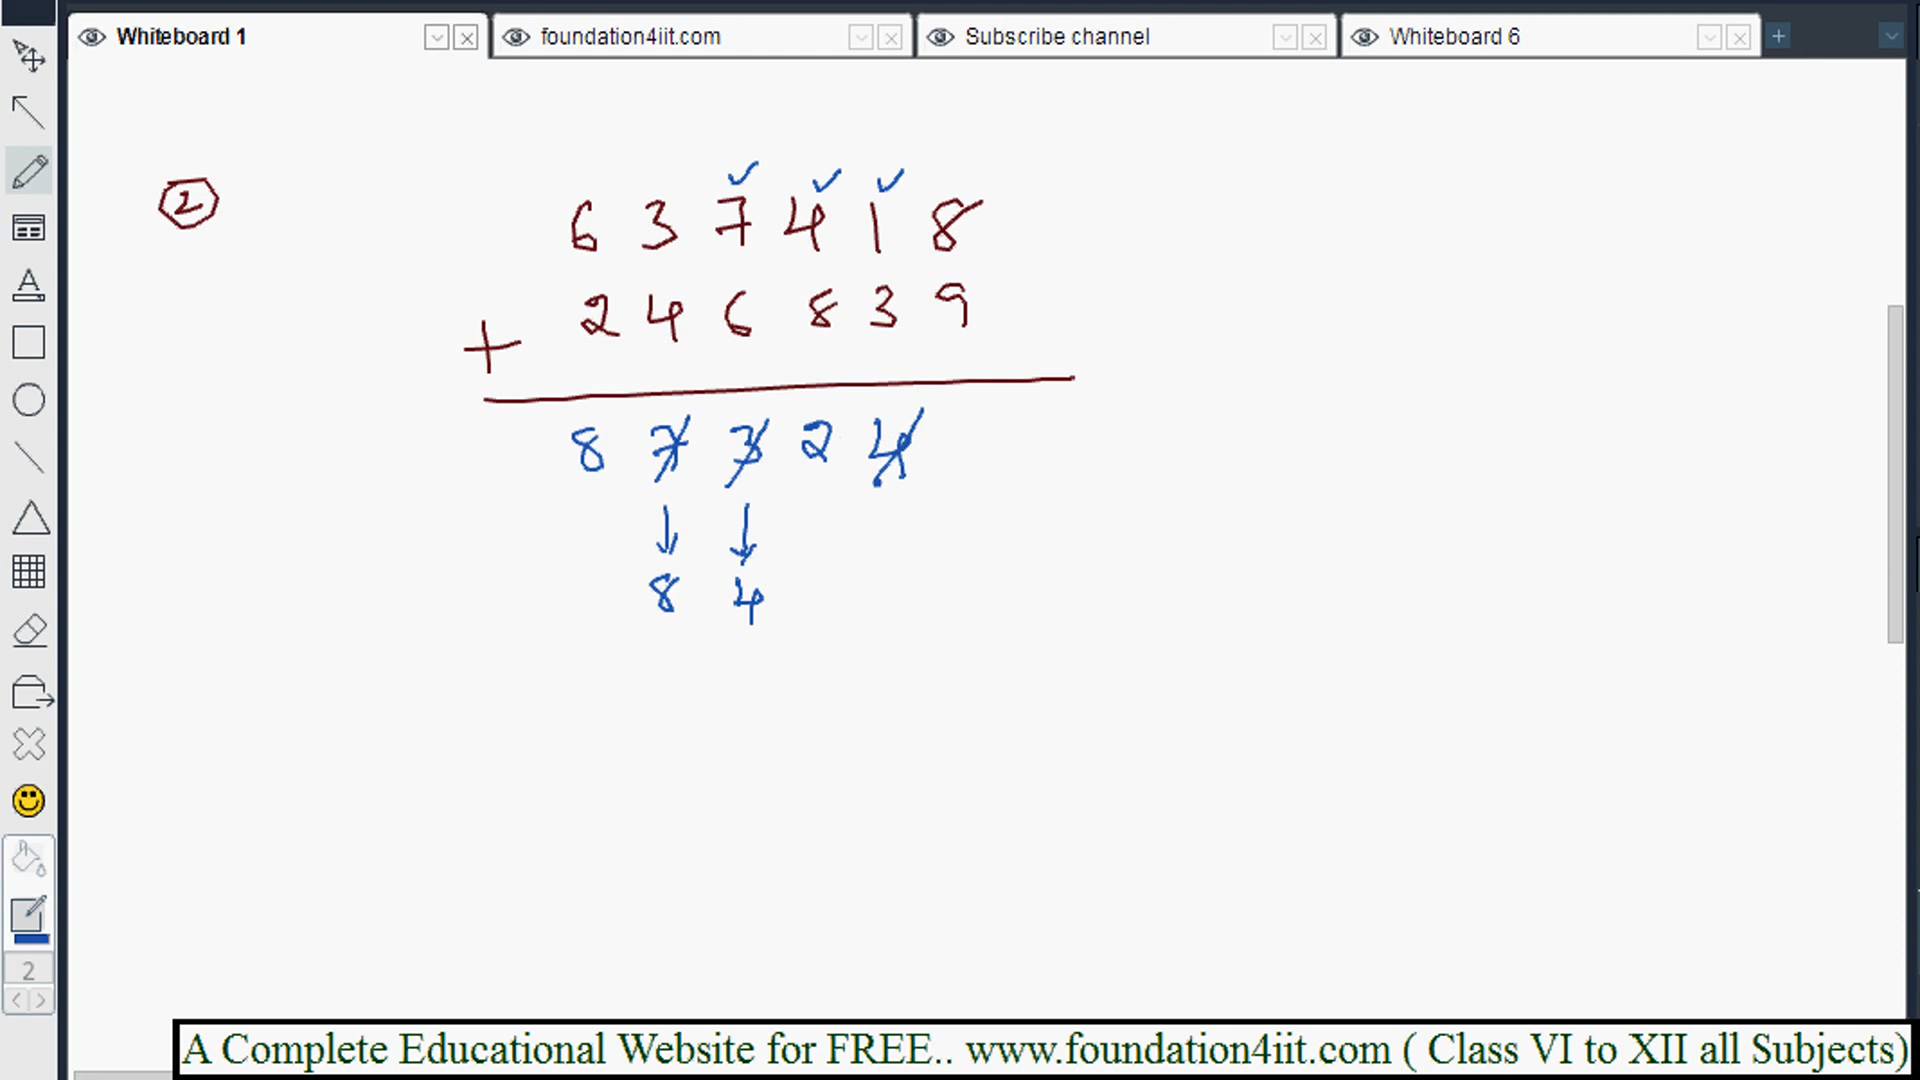 Whiteboard 1 foundation4iit.com Subscribe channel Whiteboard 6 +
2
6 3 7 4 1 8
+ 2 4 6 8 3 9
8 7 3 2 4
8 4
A
2
A Complete Educational Website for FREE.. www.foundation4iit.com ( Class VI to XII all Subjects)